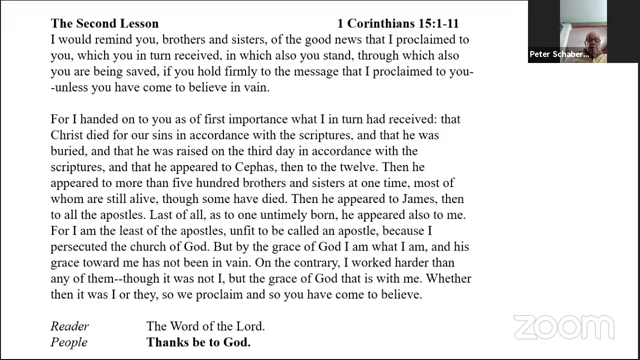 The Second Lesson 1 Corinthians 15:1-11
I would remind you, brothers and sisters, of the good news that I proclaimed to
you, which you in turn received, in which also you stand, through which also
you are being saved, if you hold firmly to the message that I proclaimed to you-
-unless you have come to believe in vain.
For I handed on to you as of first importance what I in turn had received: that
Christ died for our sins in accordance with the scriptures, and that he was
buried, and that he was raised on the third day in accordance with the
scriptures, and that he appeared to Cephas, then to the twelve. Then he
appeared to more than five hundred brothers and sisters at one time, most of
whom are still alive, though some have died. Then he appeared to James, then
to all the apostles. Last of all, as to one untimely born, he appeared also to me.
For I am the least of the apostles, unfit to be called an apostle, because I
persecuted the church of God. But by the grace of God I am what I am, and his
grace toward me has not been in vain. On the contrary, I worked harder than
any of them--though it was not I, but the grace of God that is with me. Whether
then it was I or they, so we proclaim and so you have come to believe.
Reader The Word of the Lord.
People Thanks be to God.
Peter Schaber...
zoom